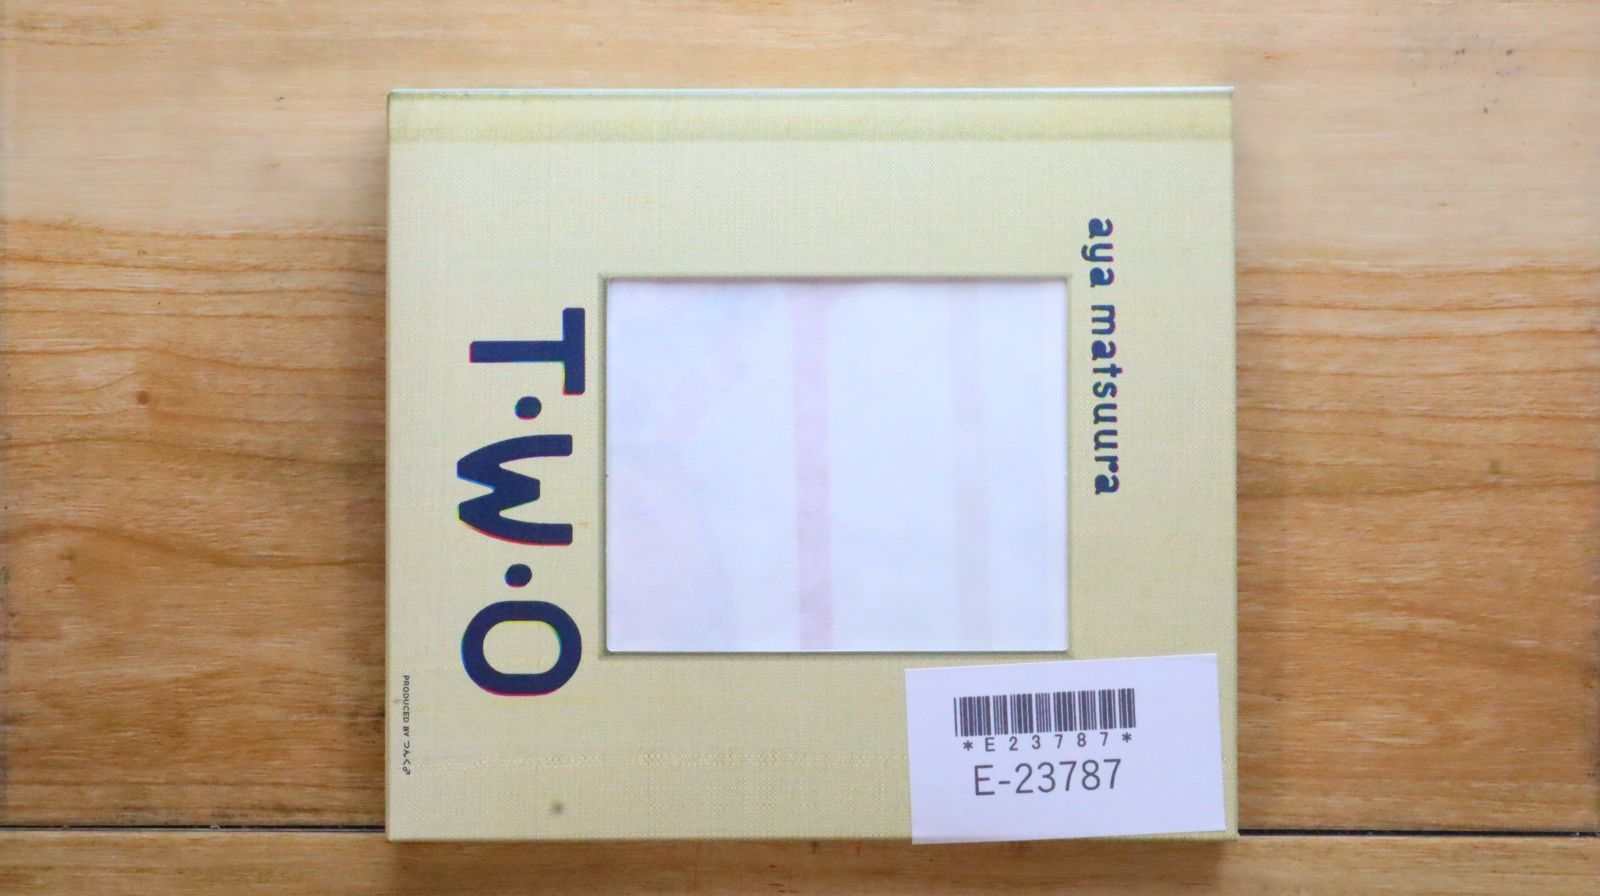 aya matsuura
T・W・O
PRODUCED BY つんく♂
*E23787*
E-23787